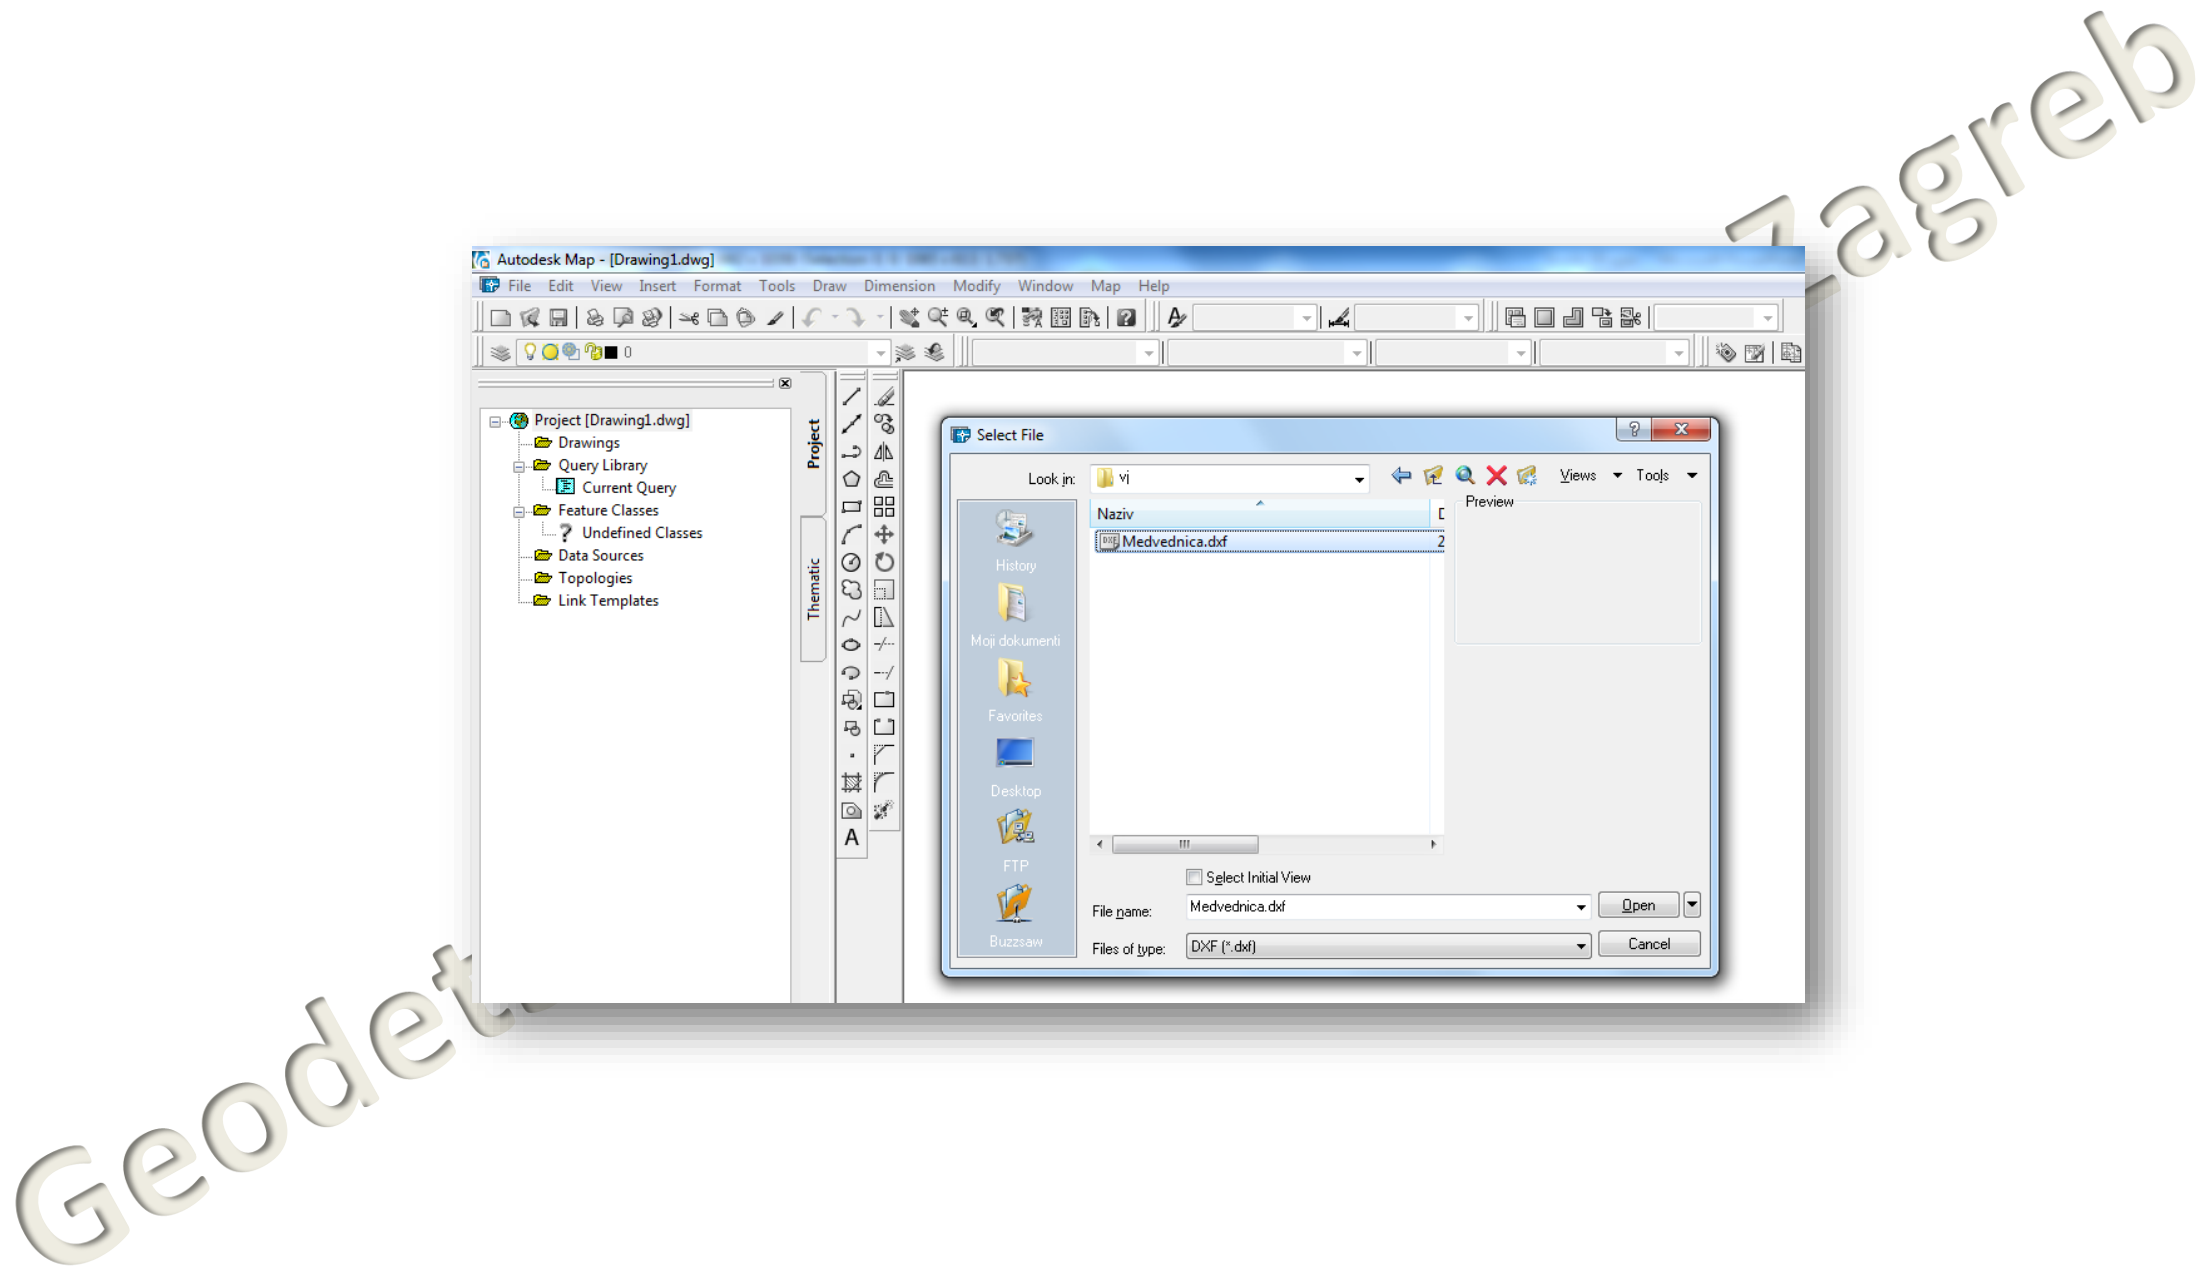 Zagreb
Autodesk Map - [Drawing1.dwg]
File Edit View Insert Format Tools Draw Dimension Modify Window Map Help
0
Project [Drawing1.dwg]
Drawings
Query Library
Current Query
Feature Classes
Undefined Classes
Data Sources
Topologies
Link Templates
Project
Thematic
A
Select File
Look in: vj
Views Tools
Naziv
Preview
Medvednica.dxf 2
History
Moji dokumenti
Favorites
Desktop
FTP
Buzzsaw
Select Initial View
File name: Medvednica.dxf Open
Files of type: DXF (*.dxf) Cancel
Geodet